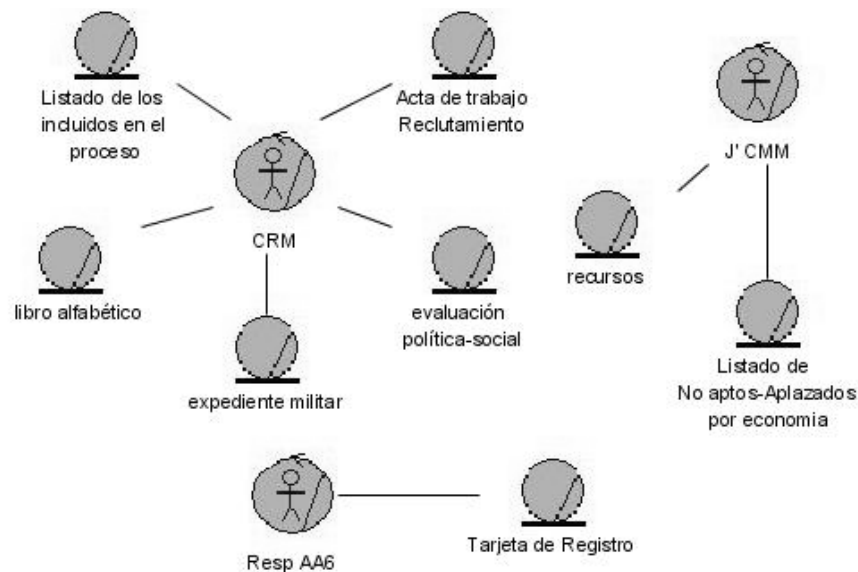 Listado de los
incluidos en el
proceso
Acta de trabajo
Reclutamiento
J' CMM
CRM
recursos
libro alfabético
evaluación
política-social
expediente militar
Listado de
No aptos-Aplazados
por economia
Resp AA6
Tarjeta de Registro